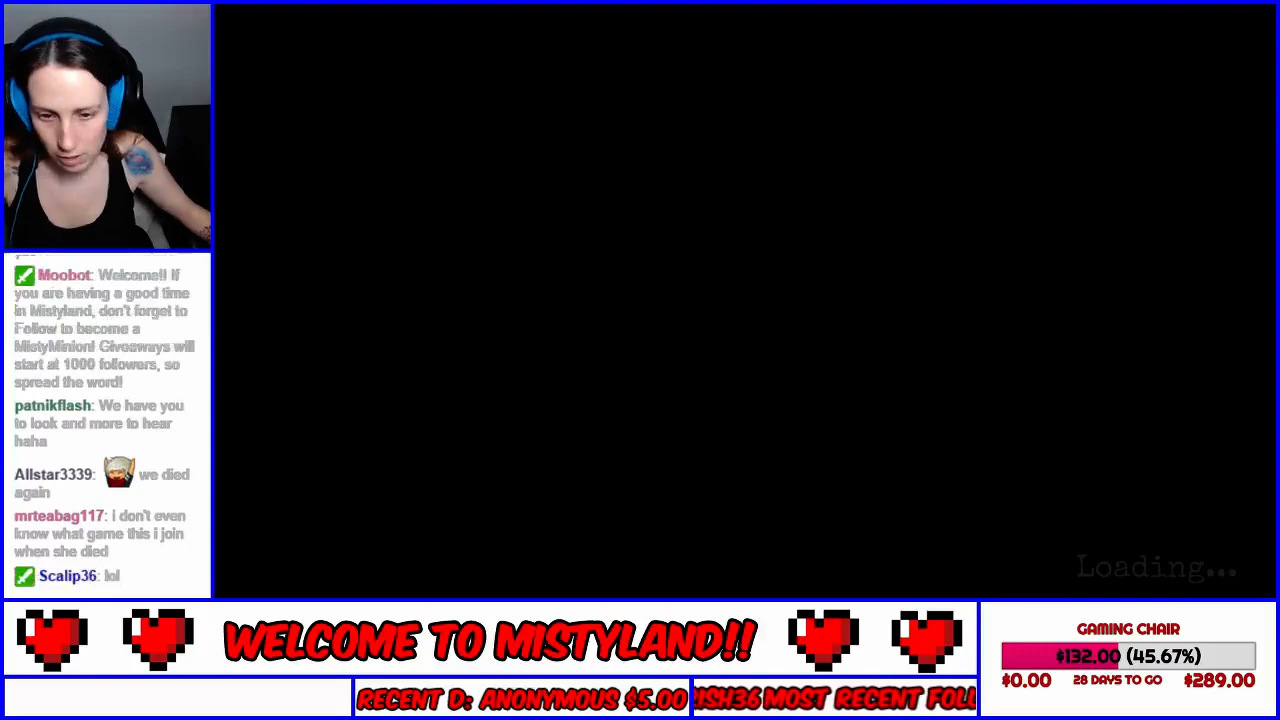 Moobot: Welcome!! If
you are having a good time
in Mistyland, don't forget to
Follow to become a
MistyMinion! Giveaways will
start at 1000 followers, so
spread the word!
patnikflash: We have you
to look and more to hear
haha
Allstar3339: we died
again
mrteabag117: i don't even
know what game this i join
when she died
Scalip36: lol
Loading...
WELCOME TO MISTYLAND!!
RECENT D: ANONYMOUS $5.00
ISH36 MOST RECENT FOLL
GAMING CHAIR
$132.00 (45.67%)
$0.00 28 DAYS TO GO $289.00